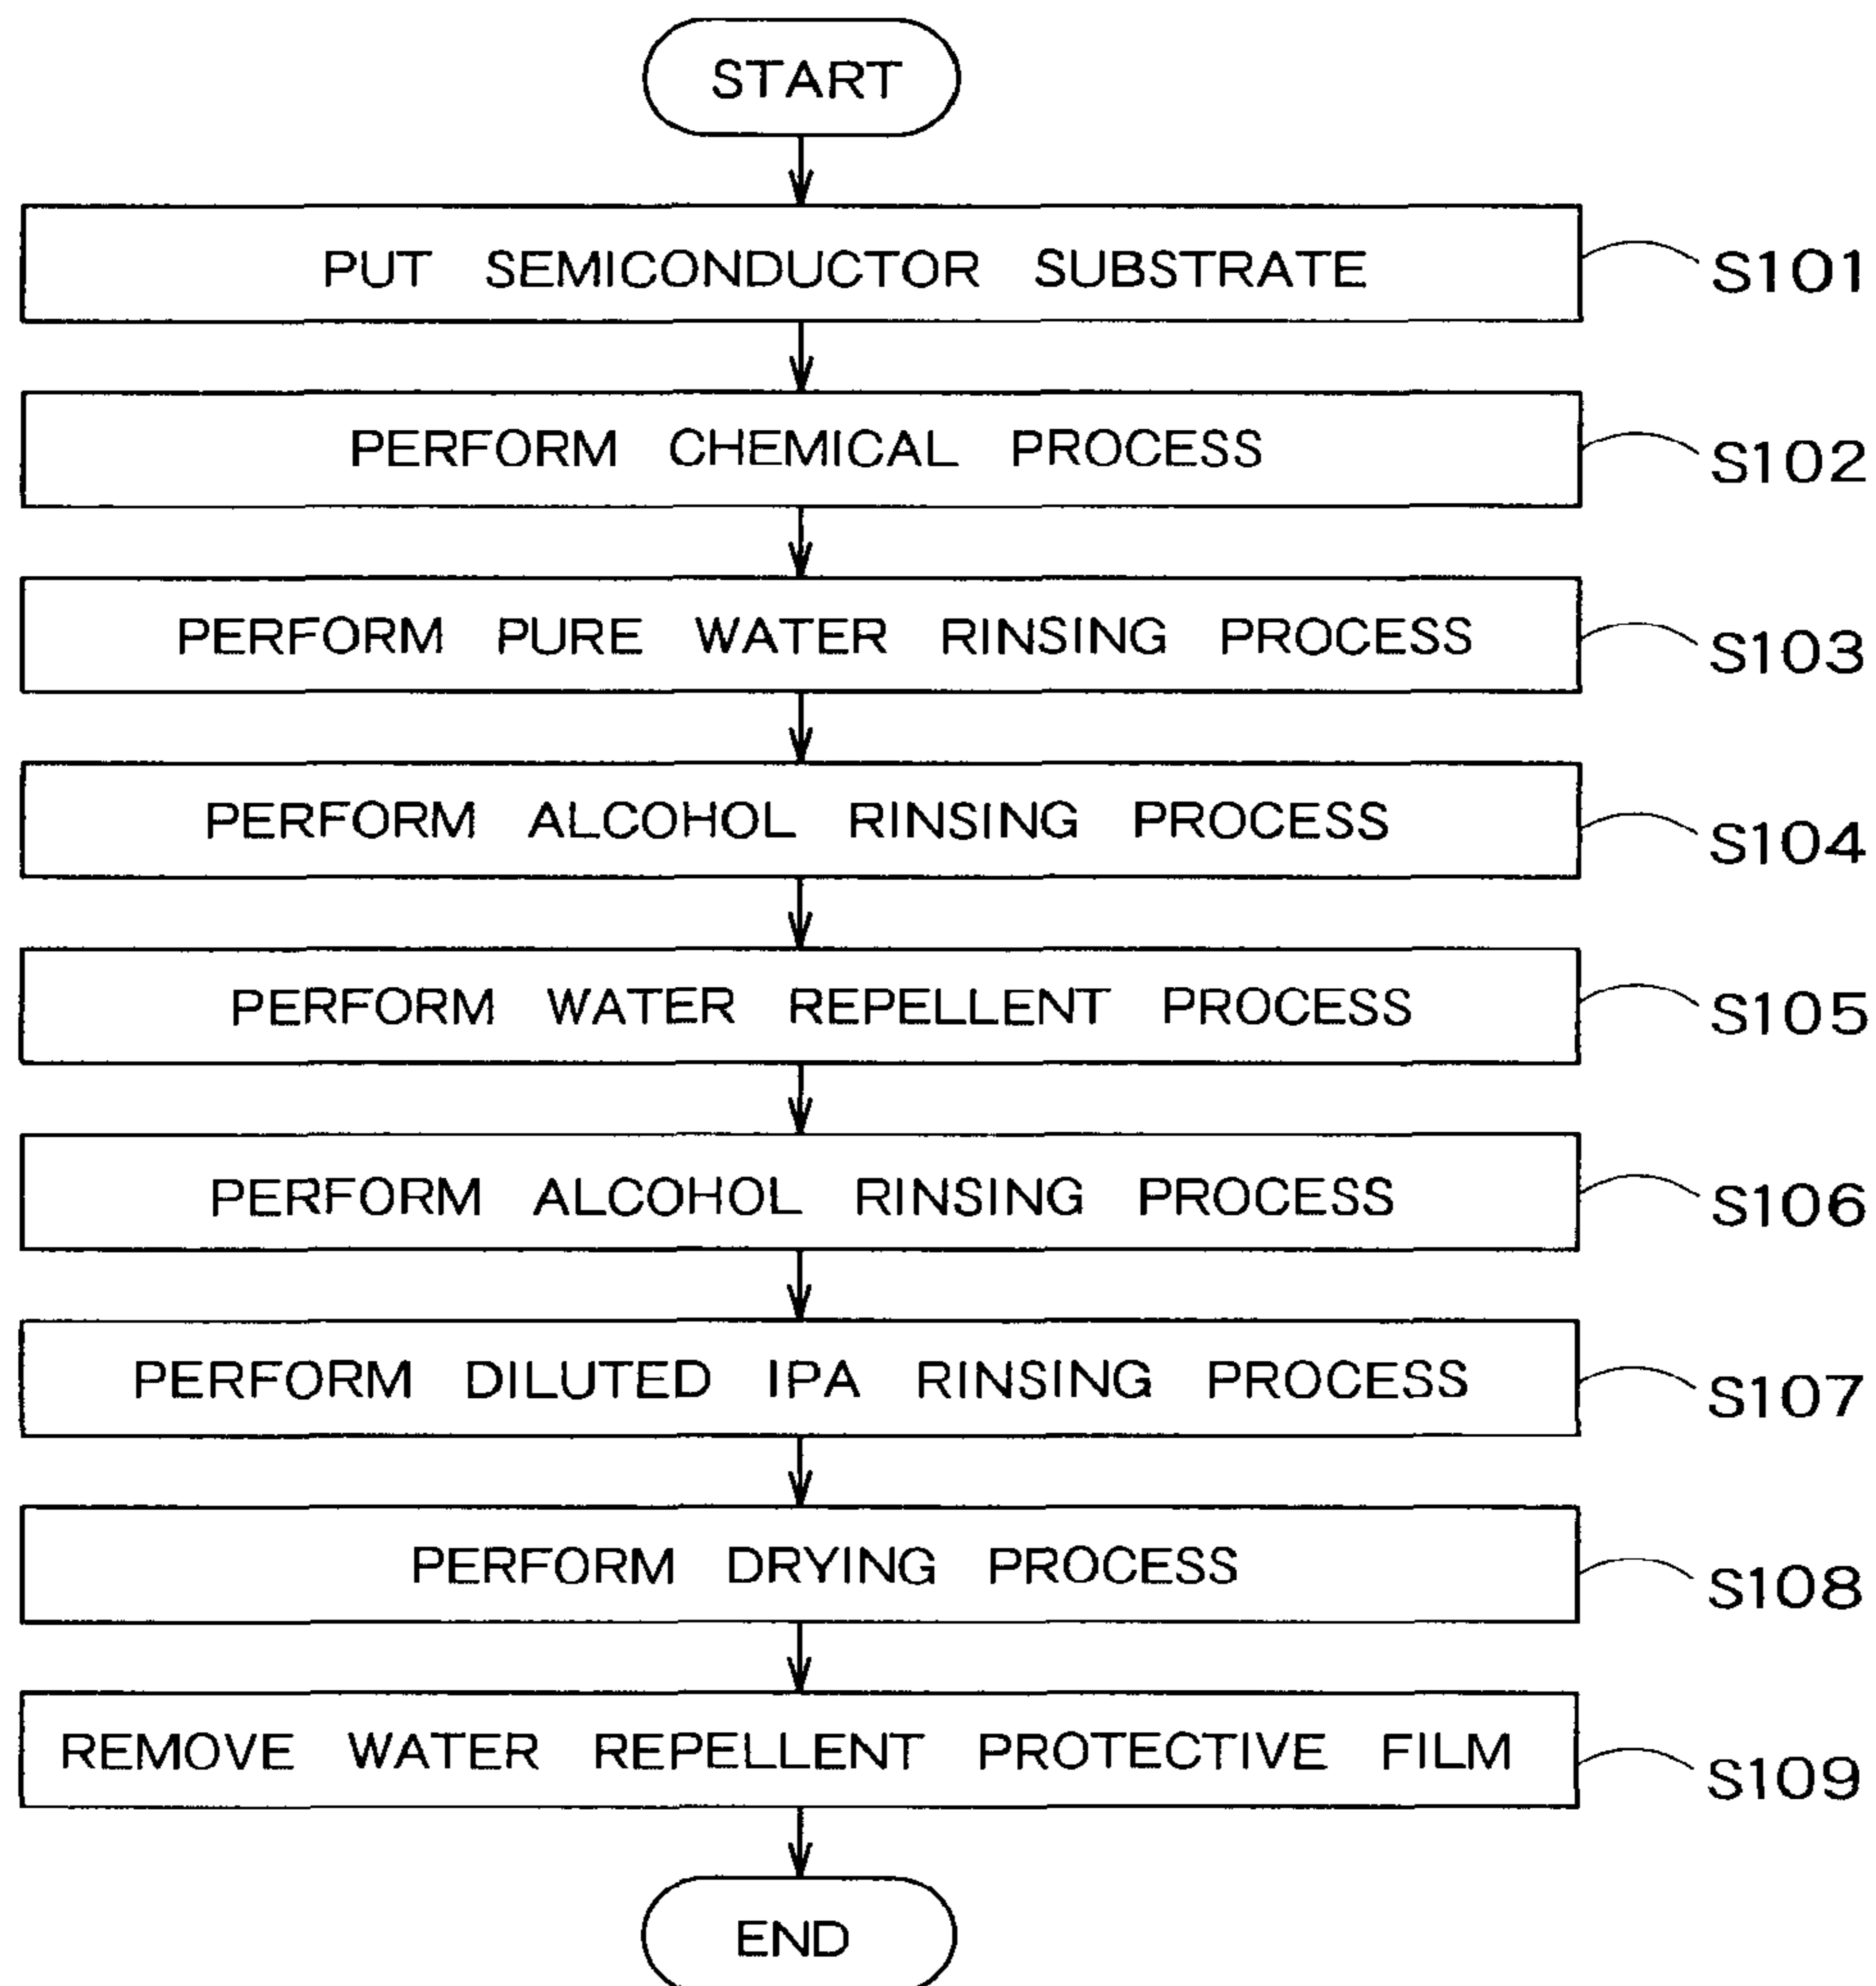 START
PUT SEMICONDUCTOR SUBSTRATE
S101
PERFORM CHEMICAL PROCESS
S102
PERFORM PURE WATER RINSING PROCESS
S103
PERFORM ALCOHOL RINSING PROCESS
S104
PERFORM WATER REPELLENT PROCESS
S105
PERFORM ALCOHOL RINSING PROCESS
S106
PERFORM DILUTED IPA RINSING PROCESS
S107
PERFORM DRYING PROCESS
S108
REMOVE WATER REPELLENT PROTECTIVE FILM
S109
END